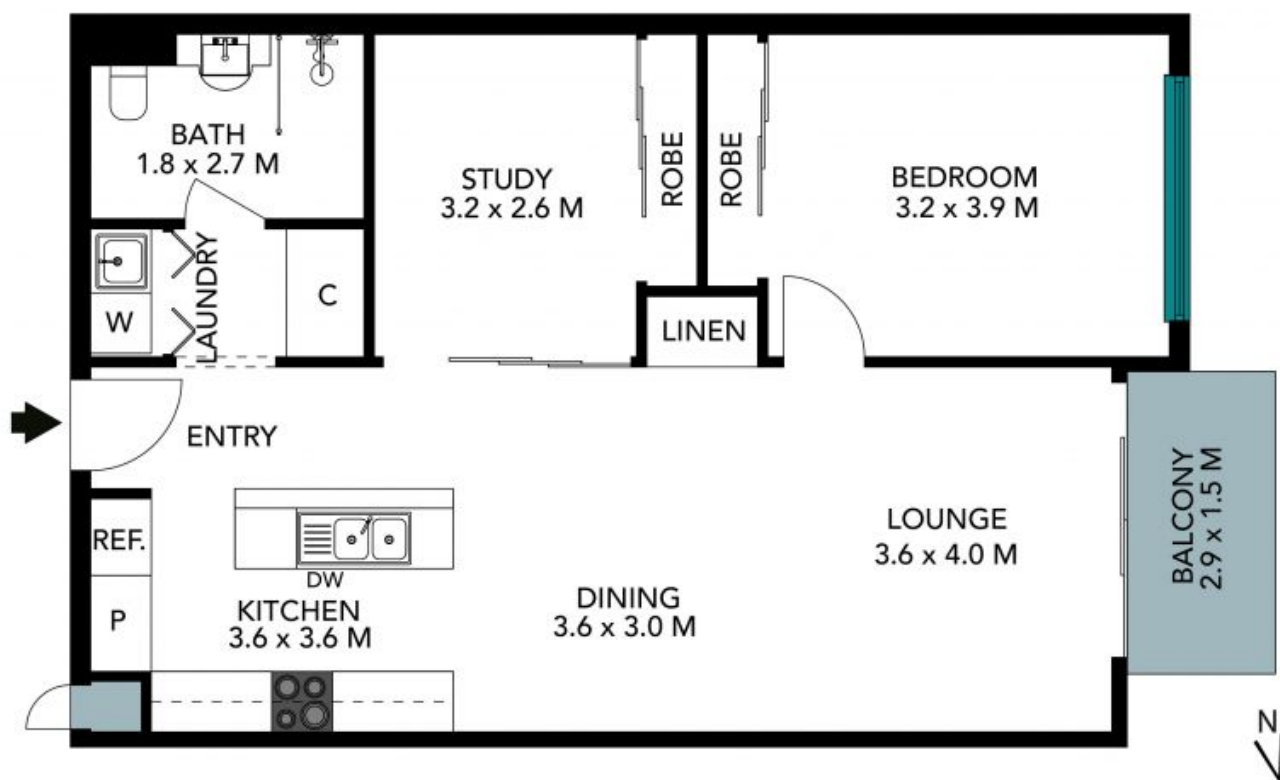 BATH
1.8 x 2.7 M
STUDY
3.2 x 2.6 M
ROBE
ROBE
BEDROOM
3.2 x 3.9 M
LAUNDRY
W
C
LINEN
ENTRY
REF.
P
DW
KITCHEN
3.6 x 3.6 M
DINING
3.6 x 3.0 M
LOUNGE
3.6 x 4.0 M
BALCONY
2.9 x 1.5 M
N